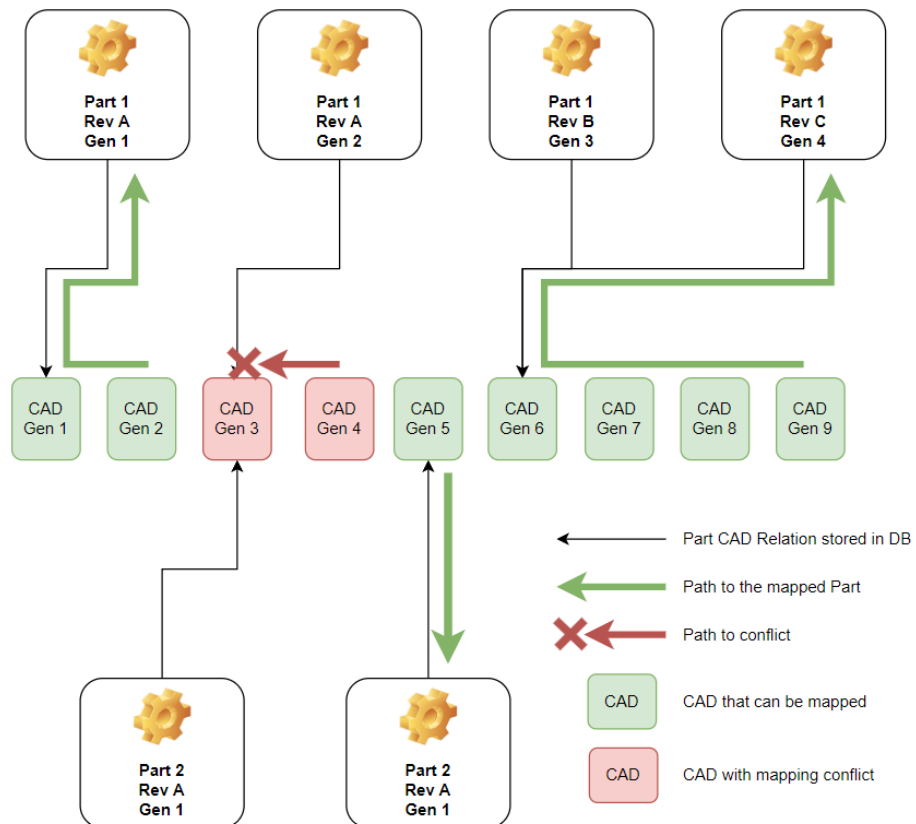 Part 1
Rev A
Gen 1
Part 1
Rev A
Gen 2
Part 1
Rev B
Gen 3
Part 1
Rev C
Gen 4
CAD
Gen 1
CAD
Gen 2
CAD
Gen 3
CAD
Gen 4
CAD
Gen 5
CAD
Gen 6
CAD
Gen 7
CAD
Gen 8
CAD
Gen 9
Part CAD Relation stored in DB
Path to the mapped Part
Path to conflict
CAD
CAD that can be mapped
CAD
CAD with mapping conflict
Part 2
Rev A
Gen 1
Part 2
Rev A
Gen 1